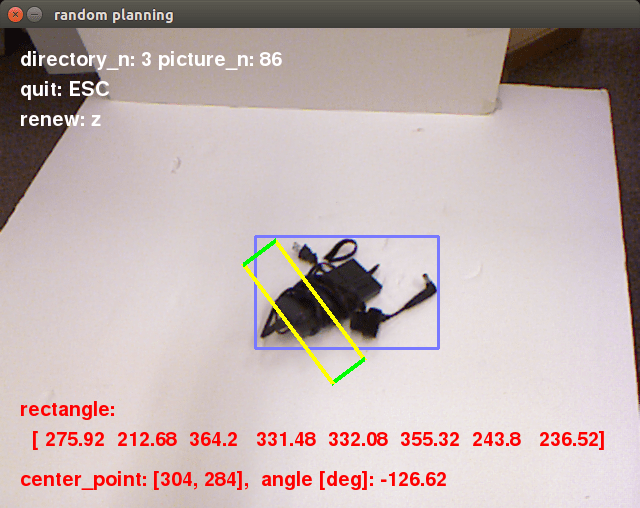 random planning
directory_n: 3 picture_n: 86
quit: ESC
renew: z
rectangle:
[ 275.92 212.68 364.2 331.48 332.08 355.32 243.8 236.52]
center_point: [304, 284], angle [deg]: -126.62